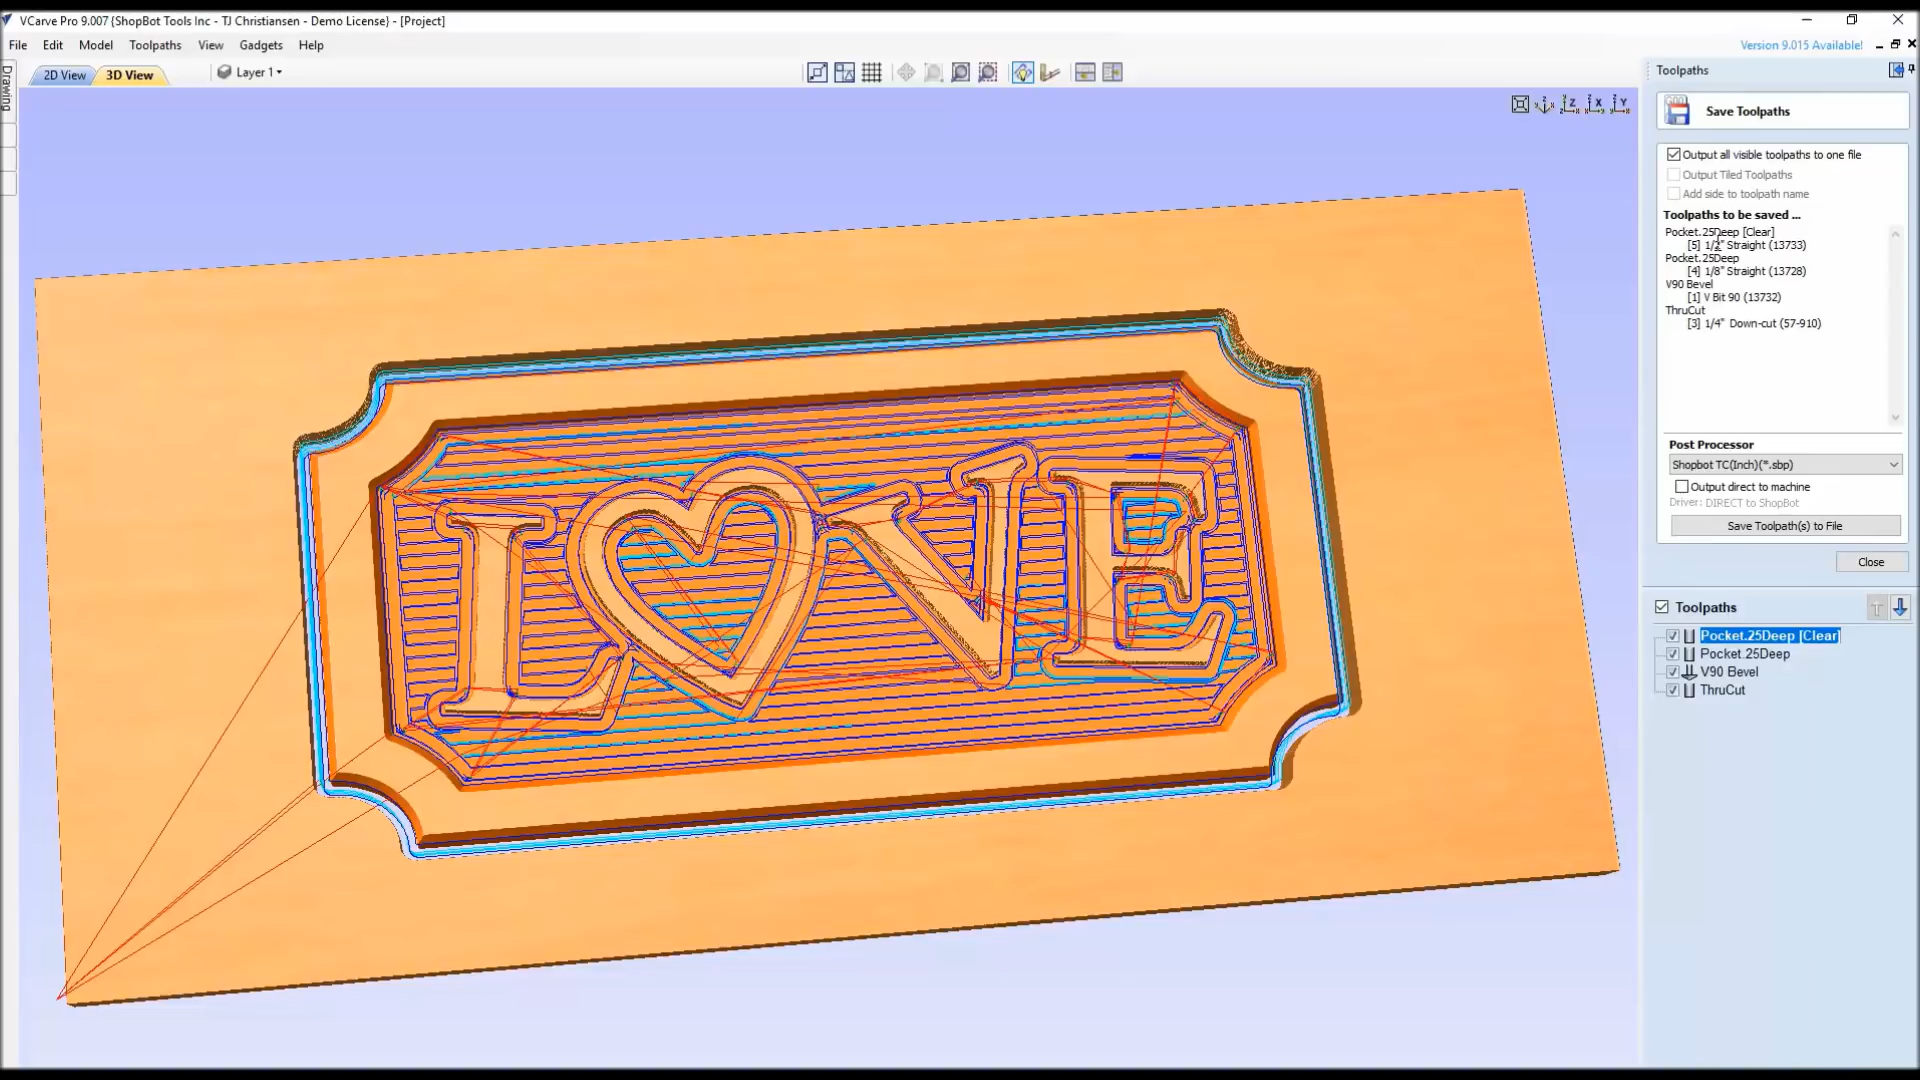 VCarve Pro 9.007 {ShopBot Tools Inc - TJ Christiansen - Demo License} - [Project]
File Edit Model Toolpaths View Gadgets Help
Version 9.015 Available!
2D View 3D View Layer 1
Drawing
Z X Y
Toolpaths
Save Toolpaths
Output all visible toolpaths to one file
Output Tiled Toolpaths
Add side to toolpath name
Toolpaths to be saved ...
Pocket.25Deep [Clear]
[5] 1/2" Straight (13733)
Pocket.25Deep
[4] 1/8" Straight (13728)
V90 Bevel
[1] V Bit 90 (13732)
ThruCut
[3] 1/4" Down-cut (57-910)
Post Processor
Shopbot TC(Inch)(*.sbp)
Output direct to machine
Driver: DIRECT to ShopBot
Save Toolpath(s) to File
Close
Toolpaths
Pocket.25Deep [Clear]
Pocket.25Deep
V90 Bevel
ThruCut
L VE